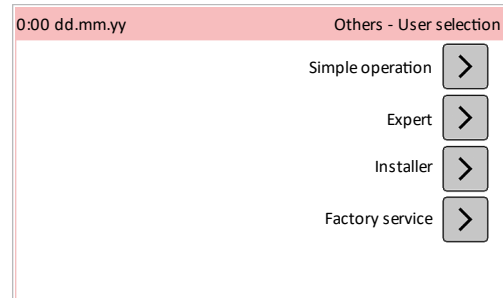 0:00 dd.mm.yy Others - User selection
Simple operation
Expert
Installer
Factory service